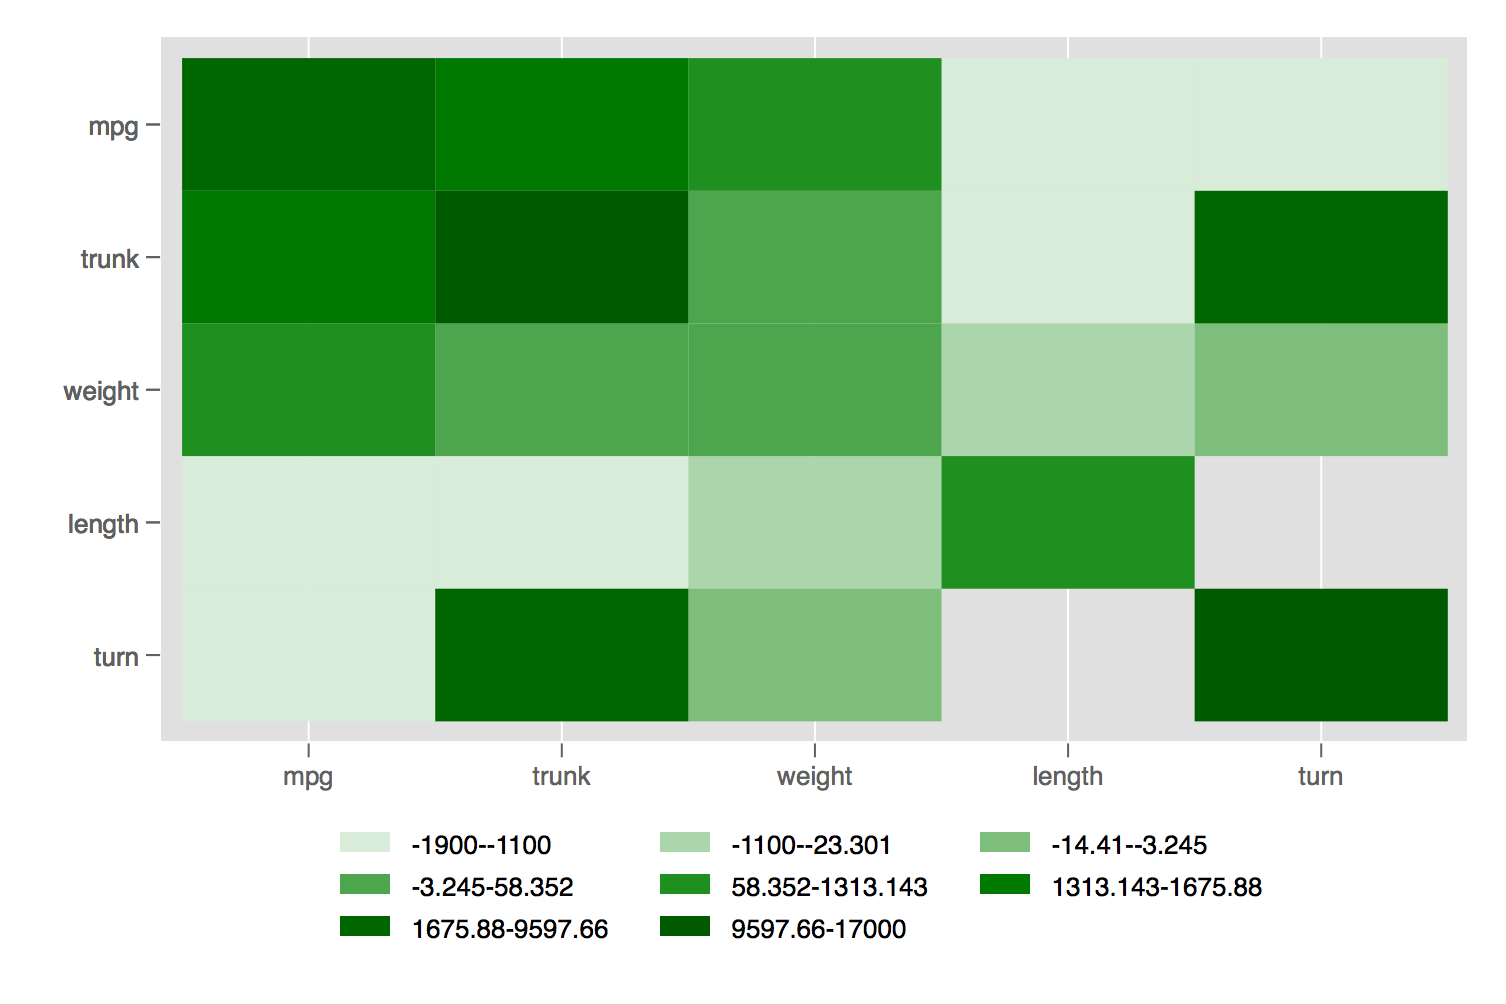 mpg
trunk
weight
length
turn
mpg trunk weight length turn
-1900--1100 -1100--23.301 -14.41--3.245
-3.245-58.352 58.352-1313.143 1313.143-1675.88
1675.88-9597.66 9597.66-17000